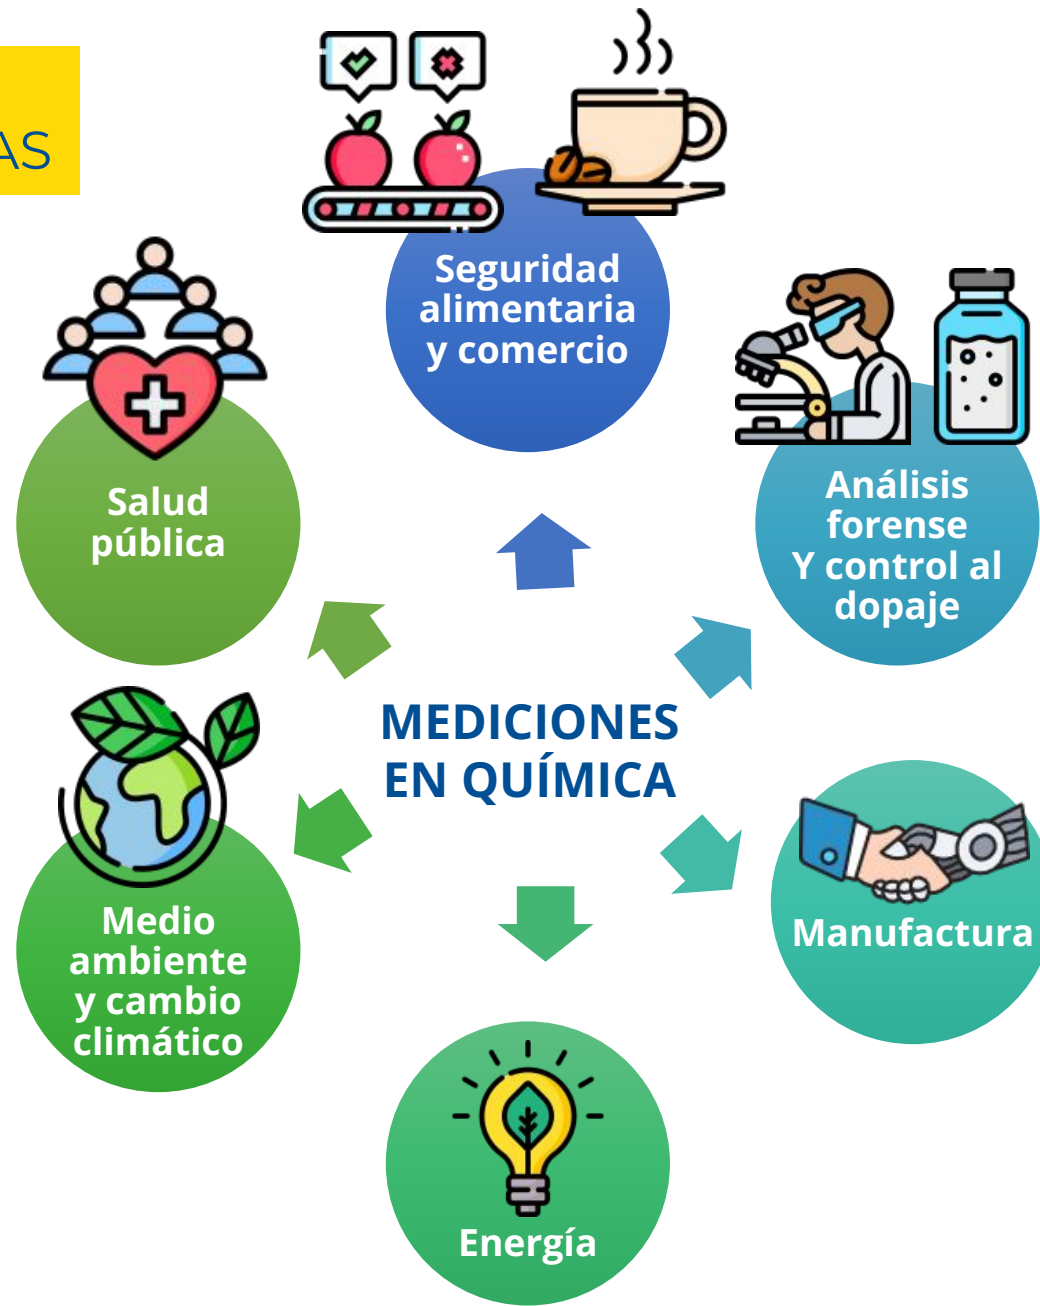 AS
Seguridad
alimentaria
y comercio
Análisis
forense
Y control al
dopaje
Salud
pública
MEDICIONES
EN QUÍMICA
Manufactura
Medio
ambiente
y cambio
climático
Energía